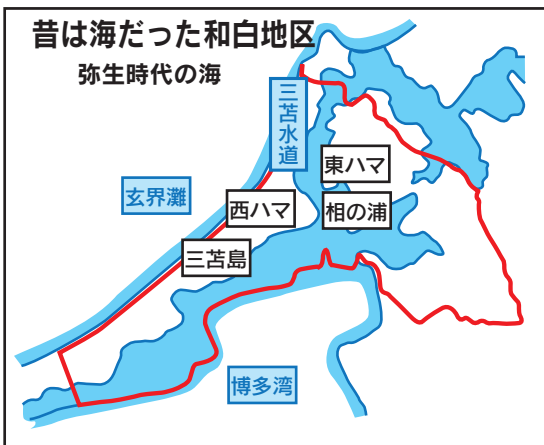 昔は海だった和白地区
弥生時代の海
三苫水道
東ハマ
玄界灘
西ハマ
相の浦
三苫島
博多湾